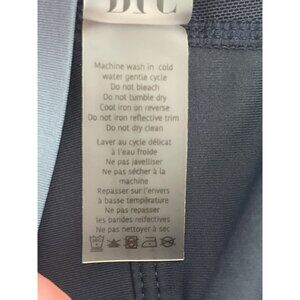 Machine wash in cold
water gentle cycle
Do not bleach
Do not tumble dry
Cool iron on reverse
Do not iron reflective trim
Do not dry clean
Laver au cycle délicat
à l'eau froide
Ne pas javelliser
Ne pas sécher à la
machine
Repasser sur l'envers
à basse température
Ne pas repasser
les bandes reflectives
Ne pas nettoyer à sec